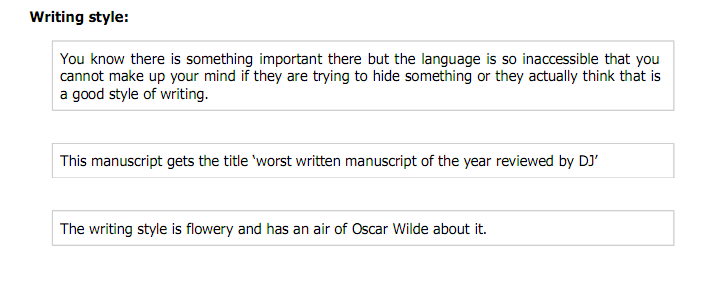 Writing style:
You know there is something important there but the language is so inaccessible that you
cannot make up your mind if they are trying to hide something or they actually think that is
a good style of writing.
This manuscript gets the title ‘worst written manuscript of the year reviewed by DJ’
The writing style is flowery and has an air of Oscar Wilde about it.